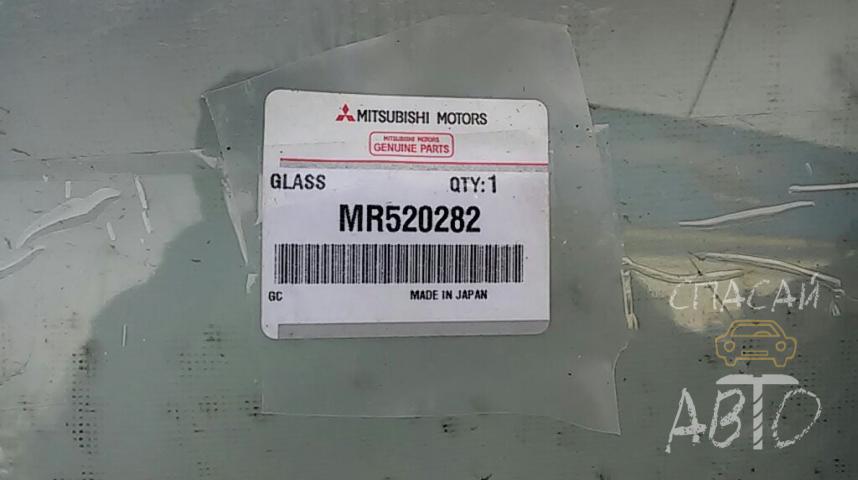 MITSUBISHI MOTORS
MITSUBISHI MOTORS
GENUINE PARTS
GLASS QTY:1
MR520282
GC MADE IN JAPAN
СПАСАЙ
АВТО